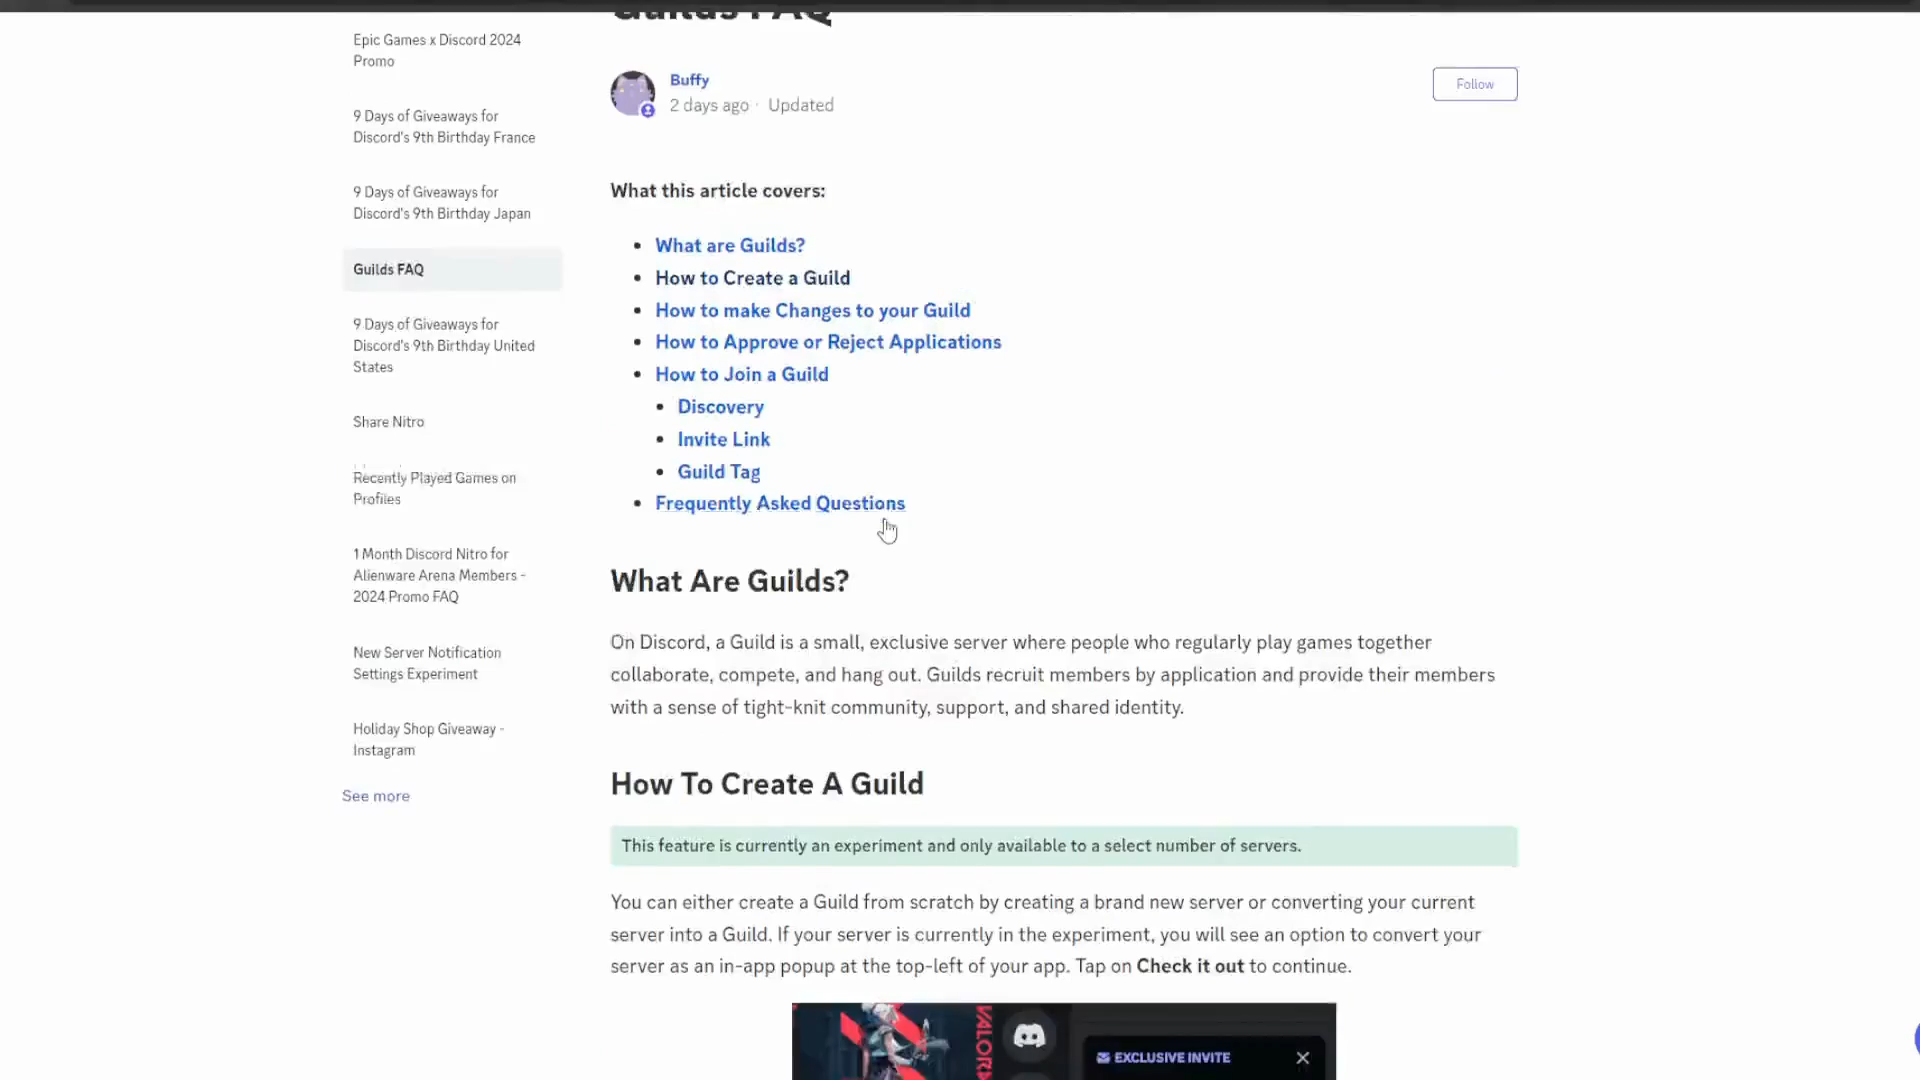 Guilds FAQ
Epic Games x Discord 2024
Promo
9 Days of Giveaways for
Discord's 9th Birthday France
9 Days of Giveaways for
Discord's 9th Birthday Japan
Guilds FAQ
9 Days of Giveaways for
Discord's 9th Birthday United
States
Share Nitro
Recently Played Games on
Profiles
1 Month Discord Nitro for
Alienware Arena Members -
2024 Promo FAQ
New Server Notification
Settings Experiment
Holiday Shop Giveaway -
Instagram
See more
Buffy
2 days ago · Updated
Follow
What this article covers:
What are Guilds?
How to Create a Guild
How to make Changes to your Guild
How to Approve or Reject Applications
How to Join a Guild
Discovery
Invite Link
Guild Tag
Frequently Asked Questions
What Are Guilds?
On Discord, a Guild is a small, exclusive server where people who regularly play games together
collaborate, compete, and hang out. Guilds recruit members by application and provide their members
with a sense of tight-knit community, support, and shared identity.
How To Create A Guild
This feature is currently an experiment and only available to a select number of servers.
You can either create a Guild from scratch by creating a brand new server or converting your current
server into a Guild. If your server is currently in the experiment, you will see an option to convert your
server as an in-app popup at the top-left of your app. Tap on Check it out to continue.
EXCLUSIVE INVITE